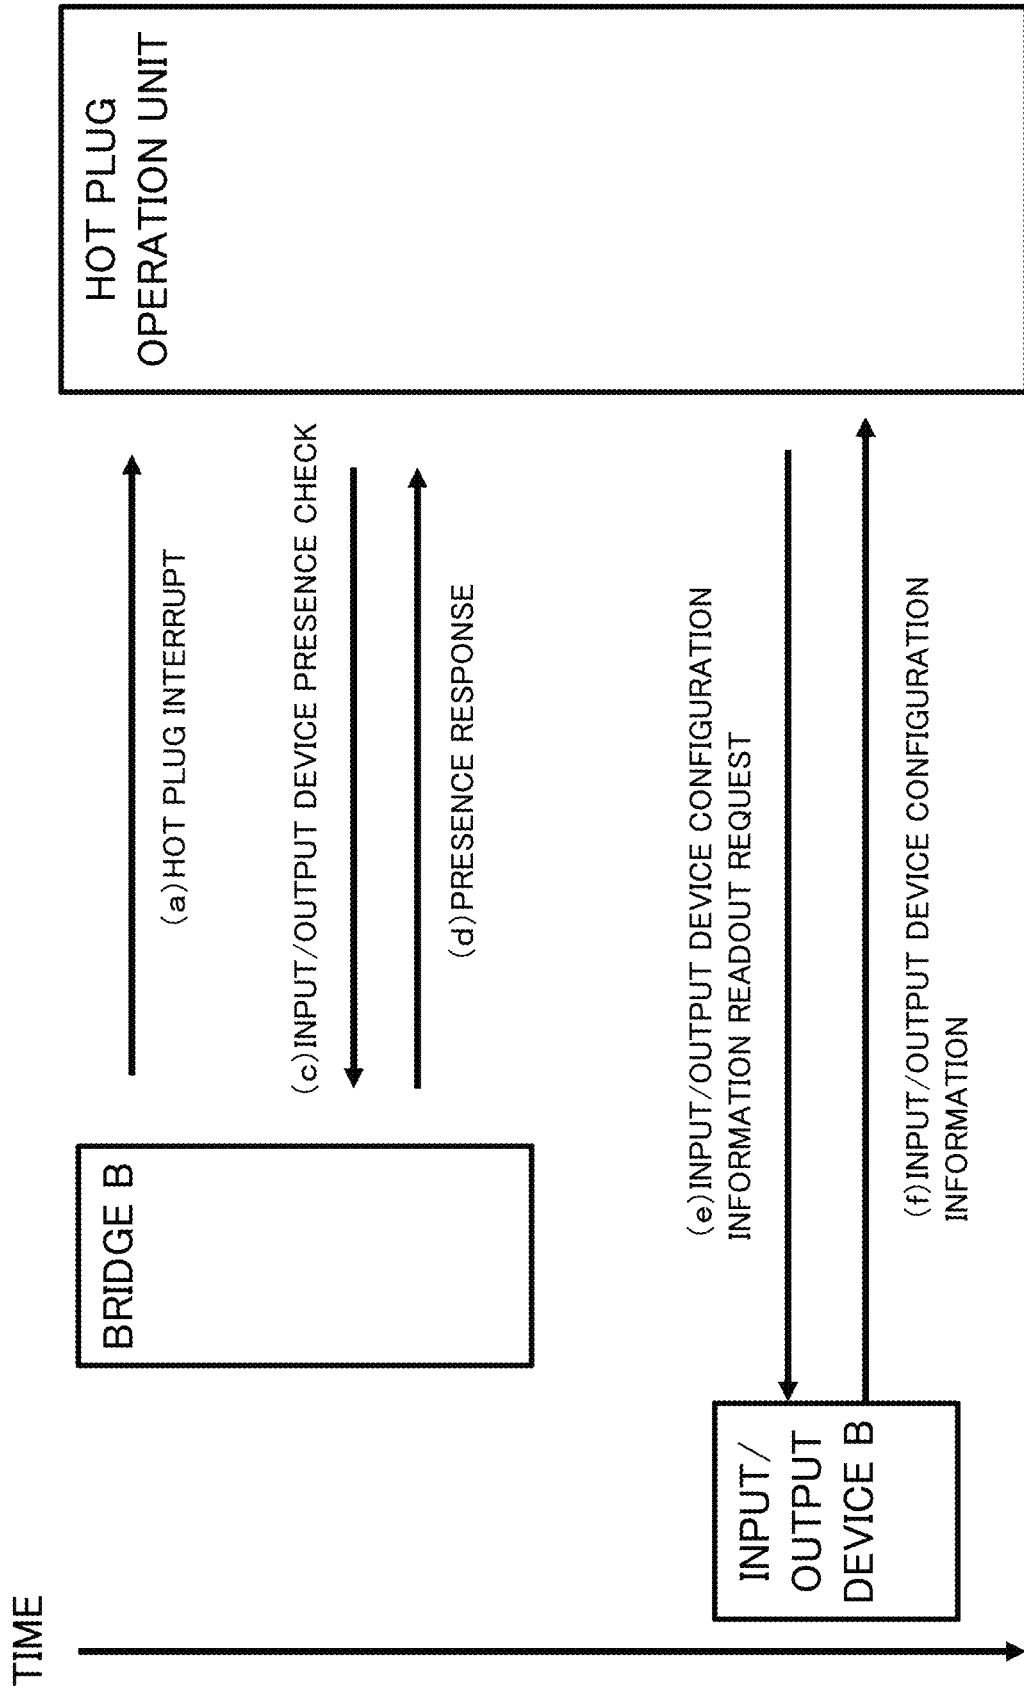 TIME
INPUT/
OUTPUT
DEVICE B
BRIDGE B
HOT PLUG
OPERATION UNIT
(a)HOT PLUG INTERRUPT
(c)INPUT/OUTPUT DEVICE PRESENCE CHECK
(d)PRESENCE RESPONSE
(e)INPUT/OUTPUT DEVICE CONFIGURATION
INFORMATION READOUT REQUEST
(f)INPUT/OUTPUT DEVICE CONFIGURATION
INFORMATION